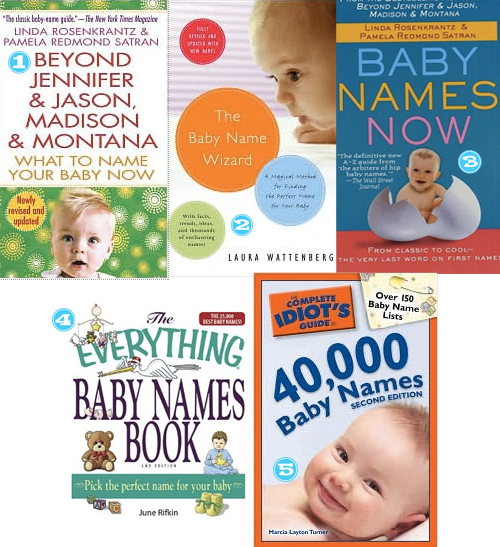 "The classic baby-name guide."—The New York Times Magazine
LINDA ROSENKRANTZ &
PAMELA REDMOND SATRAN
1
BEYOND
JENNIFER
& JASON,
MADISON
& MONTANA
WHAT TO NAME
YOUR BABY NOW
Newly
revised and
updated
FULLY
REVISED AND
UPDATED WITH
NEW NAMES
The
Baby Name
Wizard
A Magical Method
for Finding
the Perfect Name
for Your Baby
With facts,
trends, ideas,
and thousands
of enchanting
names!
2
LAURA WATTENBERG
BEYOND JENNIFER & JASON,
MADISON & MONTANA
LINDA ROSENKRANTZ
& PAMELA REDMOND SATRAN
BABY
NAMES
NOW
3
"The definitive new
A–Z guide from
the arbiters of hip
baby names."
—The Wall Street
Journal
FROM CLASSIC TO COOL—
THE VERY LAST WORD ON FIRST NAMES
4
The
THE 25,000
BEST BABY NAMES!
EVERYTHING
BABY NAMES
BOOK
2ND EDITION
Pick the perfect name for your baby
June Rifkin
THE COMPLETE
IDIOT'S
GUIDE
Over 150
Baby Name
Lists
40,000
Baby Names
SECOND EDITION
5
Marcia Layton Turner